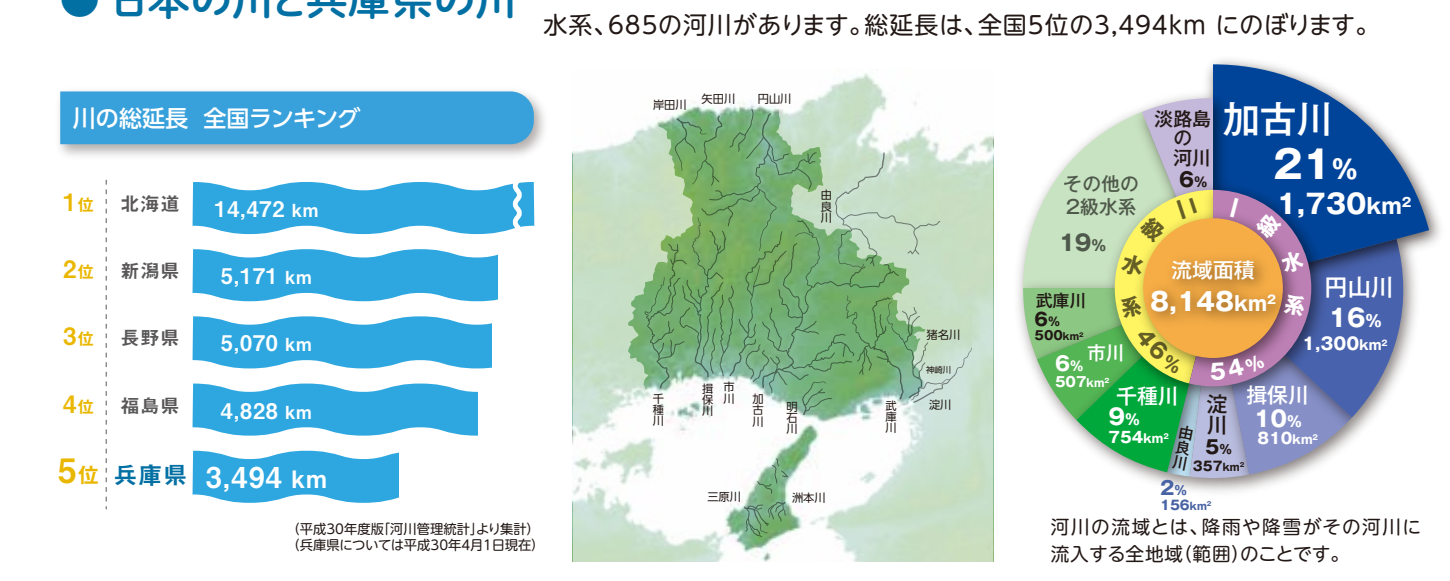 ●日本の川と兵庫県の川
水系、685の河川があります。総延長は、全国5位の3,494km にのぼります。
川の総延長 全国ランキング
1位 北海道 14,472 km
2位 新潟県 5,171 km
3位 長野県 5,070 km
4位 福島県 4,828 km
5位 兵庫県 3,494 km
(平成30年度版「河川管理統計」より集計)
(兵庫県については平成30年4月1日現在)
岸田川
矢田川
円山川
由良川
猪名川
神崎川
淀川
千種川
揖保川
市川
加古川
明石川
武庫川
三原川
洲本川
加古川
21%
1,730km²
円山川
16%
1,300km²
揖保川
10%
810km²
淀川
5%
357km²
由良川
2%
156km²
千種川
9%
754km²
市川
6%
507km²
武庫川
6%
500km²
その他の
2級水系
19%
淡路島
の
河川
6%
一級水系
54%
二級水系
46%
流域面積
8,148km²
河川の流域とは、降雨や降雪がその河川に
流入する全地域(範囲)のことです。